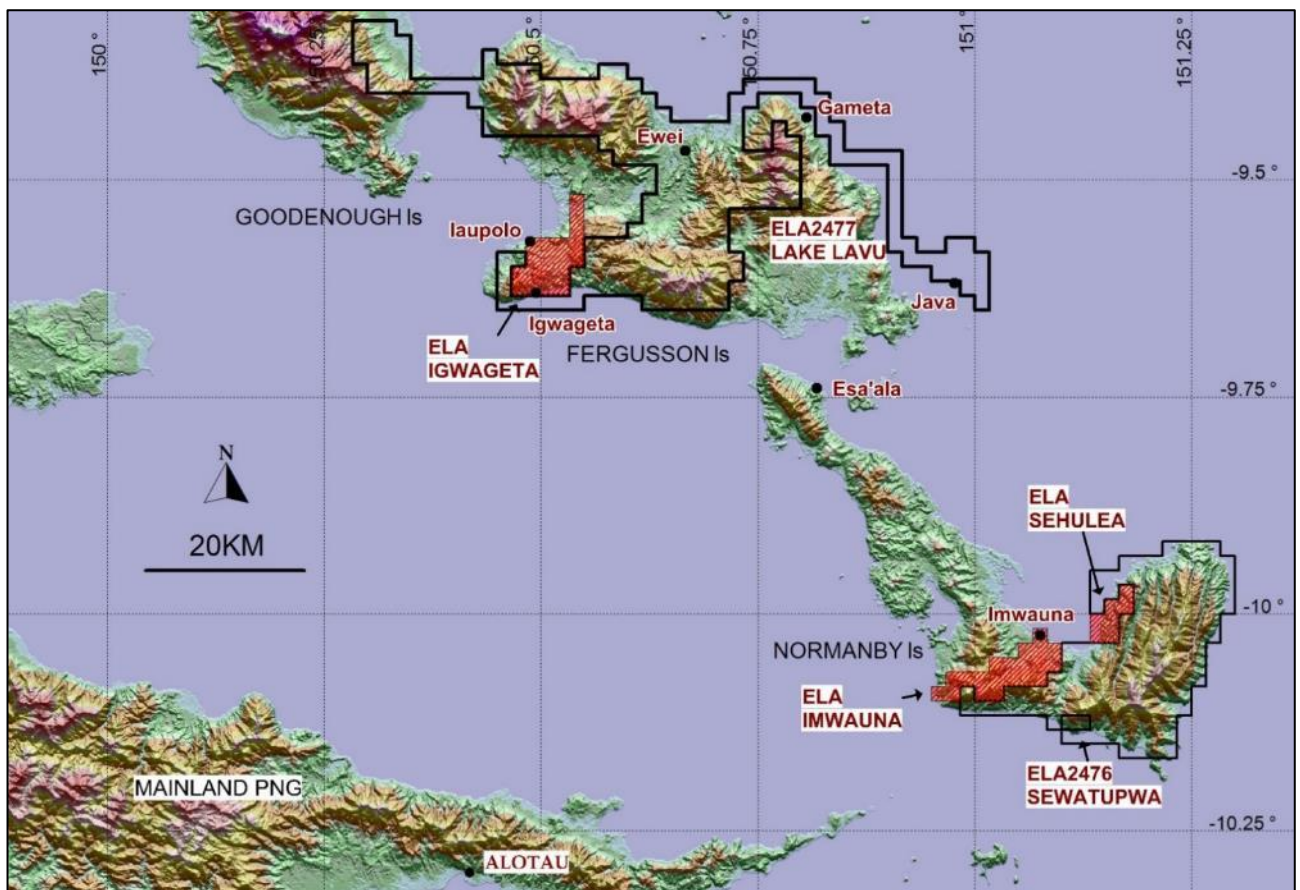 150 °
150.25 °
150.5 °
150.75 °
151 °
151.25 °
Gameta
Ewei
-9.5 °
GOODENOUGH Is
Iaupolo
ELA2477
LAKE LAVU
Java
Igwageta
ELA
IGWAGETA
FERGUSSON Is
-9.75 °
Esa'ala
N
20KM
ELA
SEHULEA
-10 °
Imwauna
NORMANBY Is
ELA
IMWAUNA
ELA2476
SEWATUPWA
MAINLAND PNG
-10.25 °
ALOTAU